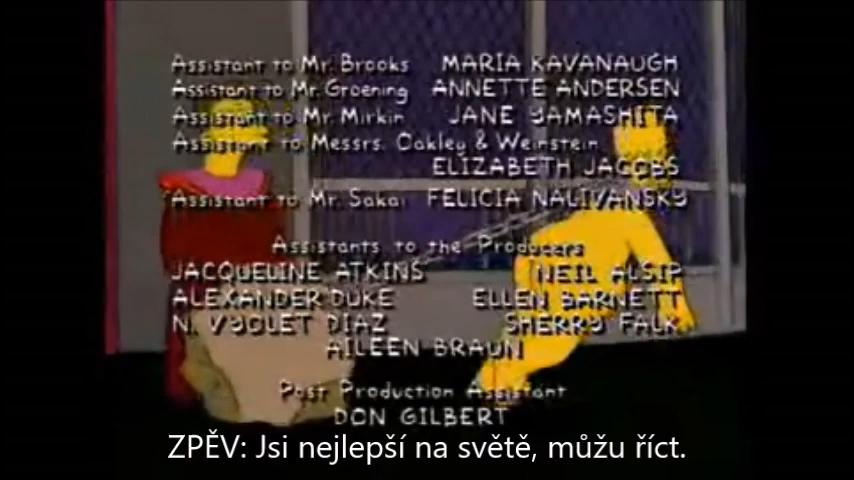 Assistant to Mr. Brooks MARIA KAVANAUGH
Assistant to Mr. Groening ANNETTE ANDERSEN
Assistant to Mr. Mirkin JANE YAMASHITA
Assistant to Messrs. Oakley & Weinstein
ELIZABETH JACOBS
Assistant to Mr. Sakai FELICIA NALIVANSKY
Assistants to the Producers
JACQUELINE ATKINS NEIL ALSIP
ALEXANDER DUKE ELLEN BARNETT
N. VYOLET DIAZ SHERRY FALK
AILEEN BRAUN
Post Production Assistant
DON GILBERT
ZPĚV: Jsi nejlepší na světě, můžu říct.